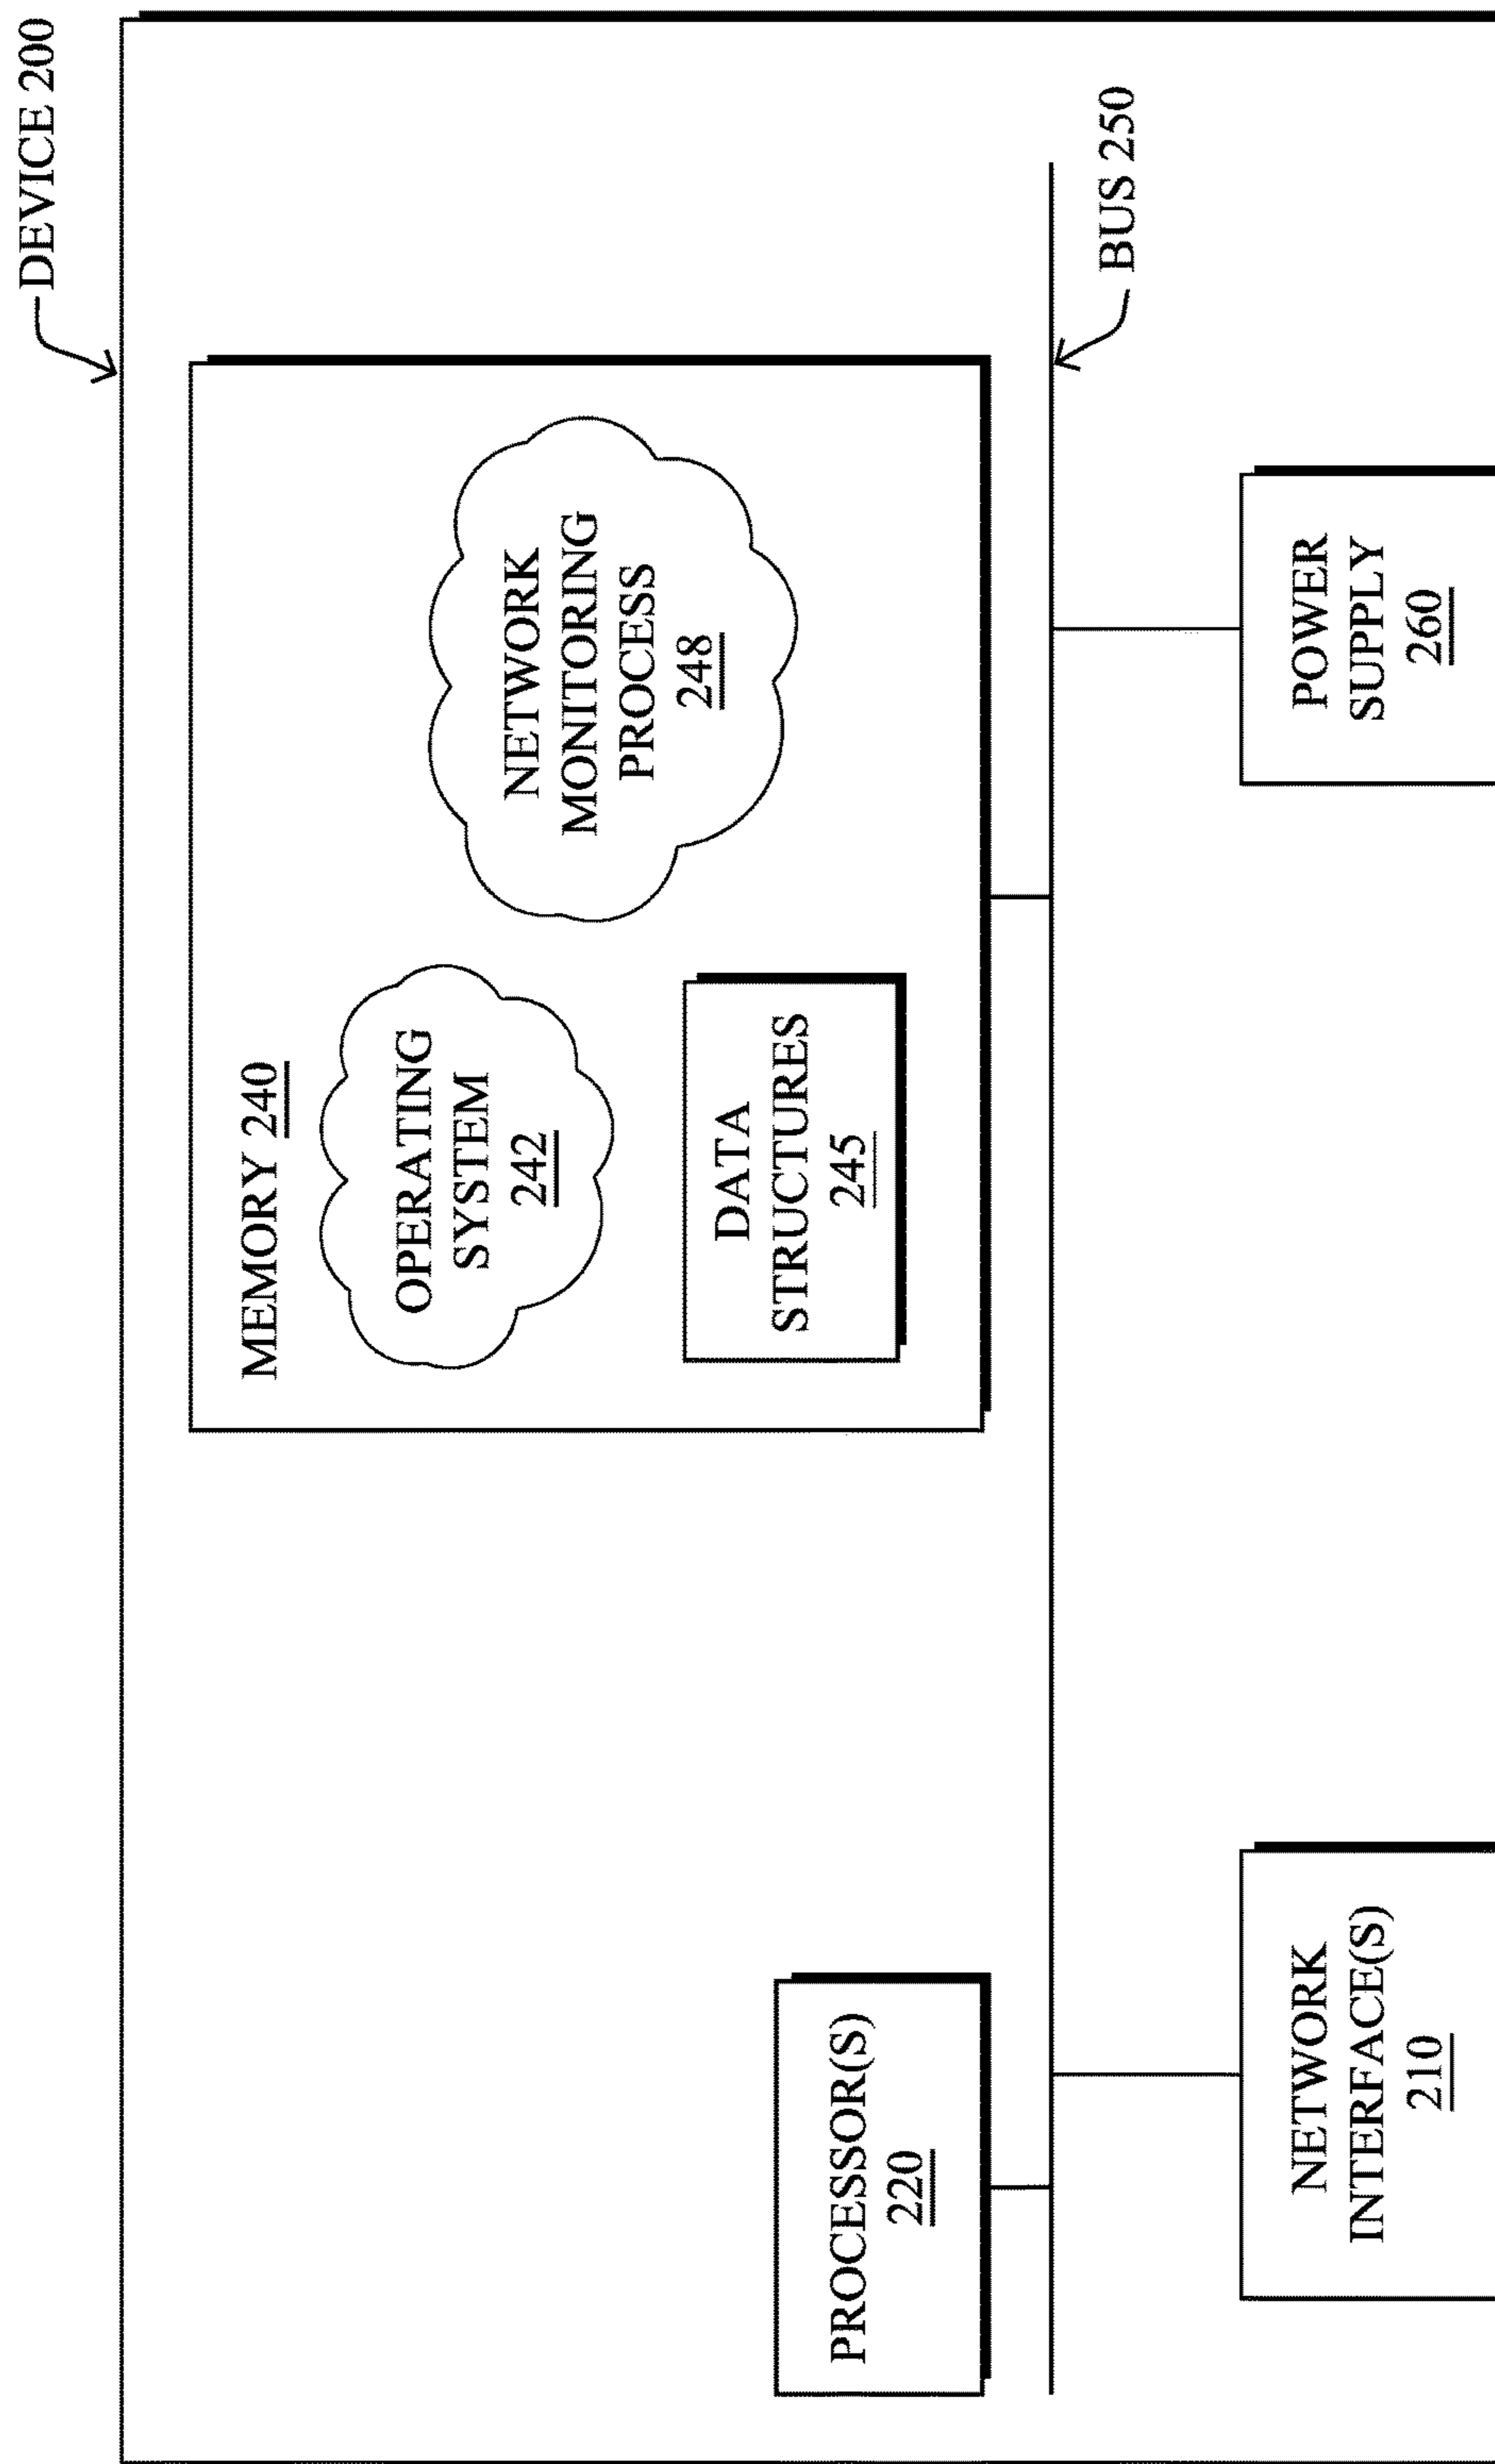 DEVICE 200
MEMORY 240
OPERATING
SYSTEM
242
DATA
STRUCTURES
245
NETWORK
MONITORING
PROCESS
248
PROCESSOR(S)
220
BUS 250
NETWORK
INTERFACE(S)
210
POWER
SUPPLY
260